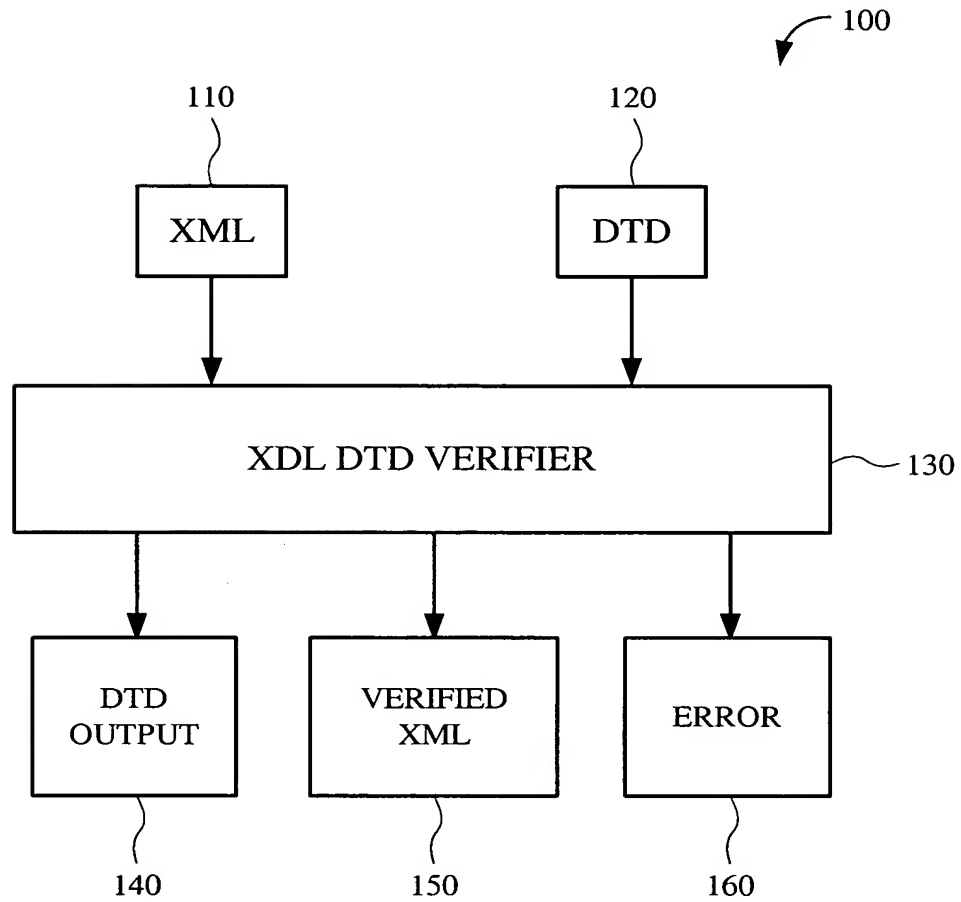 100
110
120
XML
DTD
XDL DTD VERIFIER
130
DTD
OUTPUT
VERIFIED
XML
ERROR
140
150
160